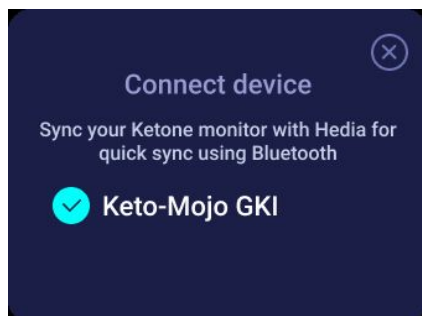 Connect device
Sync your Ketone monitor with Hedia for
quick sync using Bluetooth
Keto-Mojo GKI